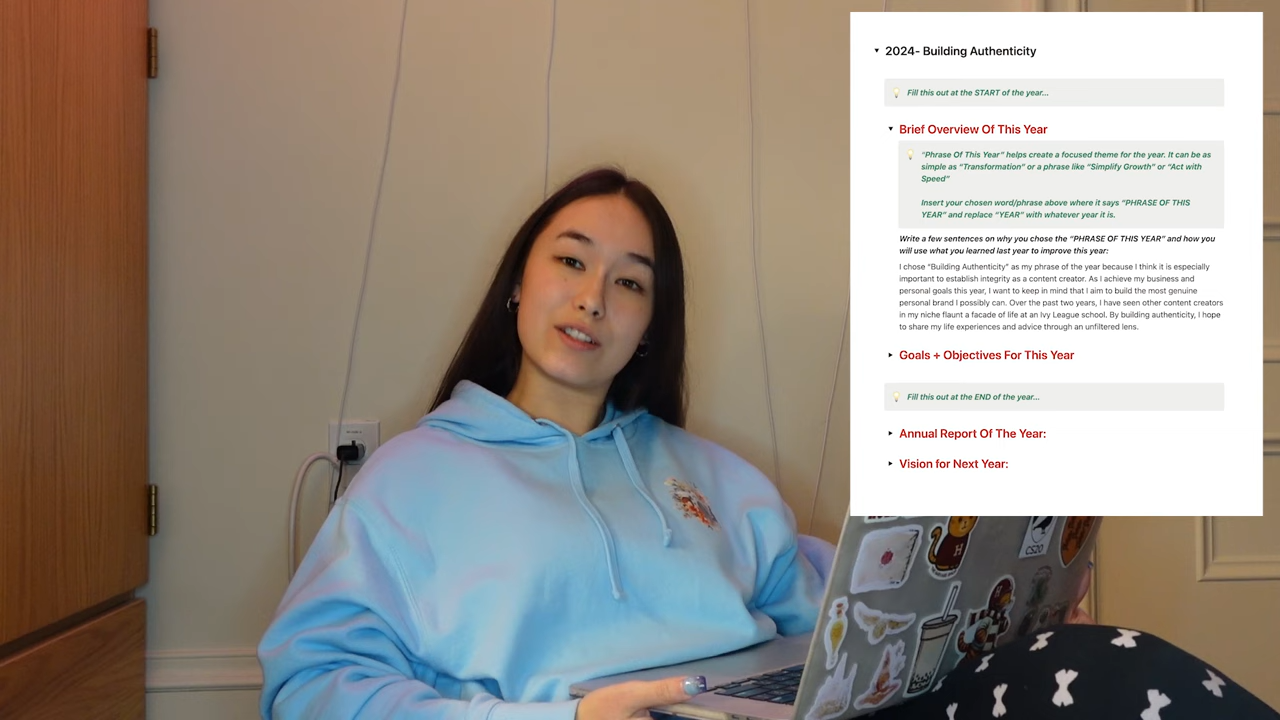 2024- Building Authenticity
Fill this out at the START of the year...
Brief Overview Of This Year
"Phrase Of This Year" helps create a focused theme for the year. It can be as
simple as "Transformation" or a phrase like "Simplify Growth" or "Act with
Speed"
Insert your chosen word/phrase above where it says "PHRASE OF THIS
YEAR" and replace "YEAR" with whatever year it is.
Write a few sentences on why you chose the "PHRASE OF THIS YEAR" and how you
will use what you learned last year to improve this year:
I chose "Building Authenticity" as my phrase of the year because I think it is especially
important to establish integrity as a content creator. As I achieve my business and
personal goals this year, I want to keep in mind that I aim to build the most genuine
personal brand I possibly can. Over the past two years, I have seen other content creators
in my niche flaunt a facade of life at an Ivy League school. By building authenticity, I hope
to share my life experiences and advice through an unfiltered lens.
Goals + Objectives For This Year
Fill this out at the END of the year...
Annual Report Of The Year:
Vision for Next Year:
H
CS20